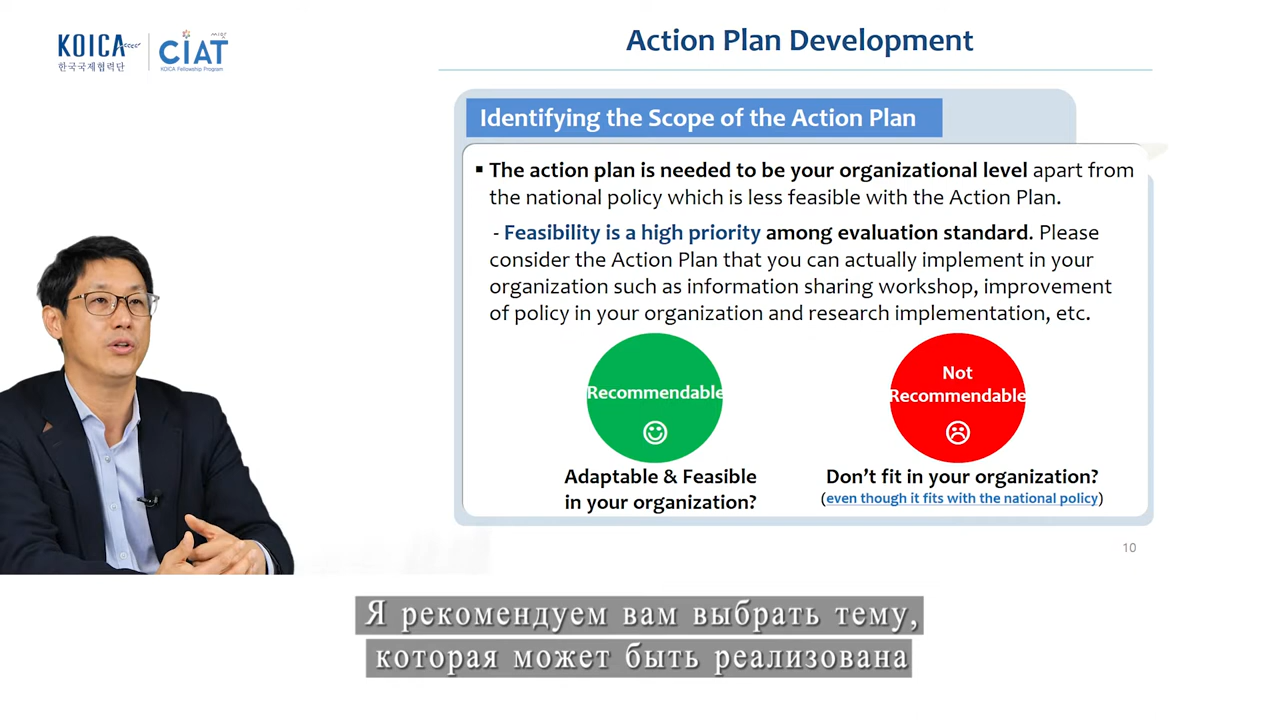 KOICA
한국국제협력단
CIAT
KOICA Fellowship Program
Action Plan Development
Identifying the Scope of the Action Plan
▪ The action plan is needed to be your organizational level apart from
the national policy which is less feasible with the Action Plan.
- Feasibility is a high priority among evaluation standard. Please
consider the Action Plan that you can actually implement in your
organization such as information sharing workshop, improvement
of policy in your organization and research implementation, etc.
Recommendable
Adaptable & Feasible
in your organization?
Not
Recommendable
Don't fit in your organization?
(even though it fits with the national policy)
10
Я рекомендуем вам выбрать тему,
которая может быть реализована